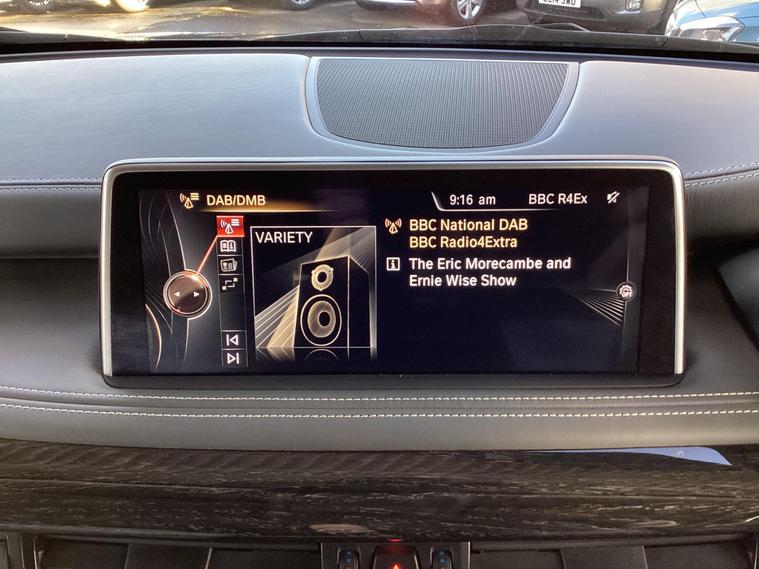 DAB/DMB
9:16 am
BBC R4Ex
VARIETY
BBC National DAB
BBC Radio4Extra
The Eric Morecambe and
Ernie Wise Show
OFF